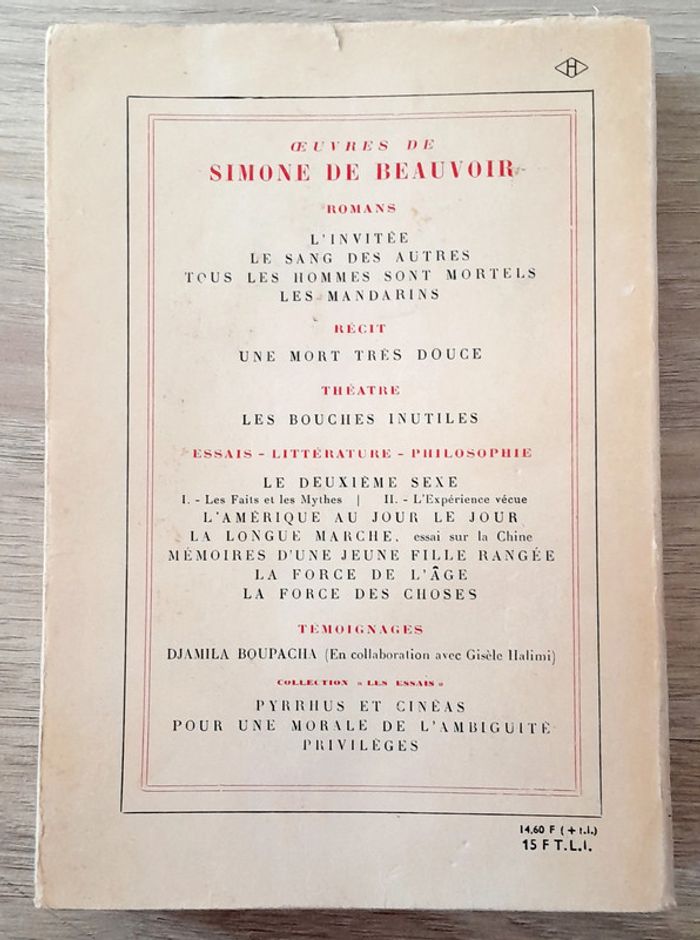 H
ŒUVRES DE
SIMONE DE BEAUVOIR
ROMANS
L'INVITÉE
LE SANG DES AUTRES
TOUS LES HOMMES SONT MORTELS
LES MANDARINS
RÉCIT
UNE MORT TRÈS DOUCE
THÉATRE
LES BOUCHES INUTILES
ESSAIS - LITTÉRATURE - PHILOSOPHIE
LE DEUXIÈME SEXE
I. - Les Faits et les Mythes | II. - L'Expérience vécue
L'AMÉRIQUE AU JOUR LE JOUR
LA LONGUE MARCHE, essai sur la Chine
MÉMOIRES D'UNE JEUNE FILLE RANGÉE
LA FORCE DE L'ÂGE
LA FORCE DES CHOSES
TÉMOIGNAGES
DJAMILA BOUPACHA (En collaboration avec Gisèle Halimi)
COLLECTION « LES ESSAIS »
PYRRHUS ET CINÉAS
POUR UNE MORALE DE L'AMBIGUITÉ
PRIVILÈGES
14,60 F (+ t.l.)
15 F T.L.I.